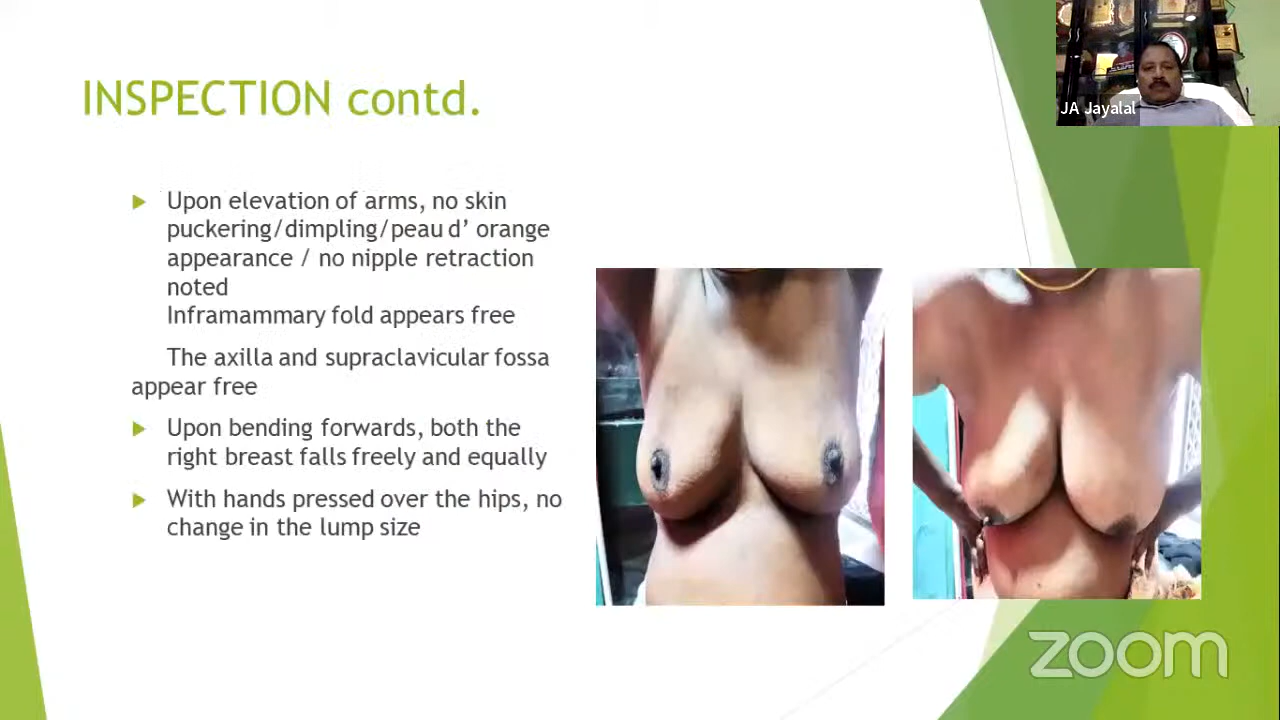 INSPECTION contd.
JA Jayalal
Upon elevation of arms, no skin
puckering/dimpling/peau d’ orange
appearance / no nipple retraction
noted
Inframammary fold appears free
The axilla and supraclavicular fossa
appear free
Upon bending forwards, both the
right breast falls freely and equally
With hands pressed over the hips, no
change in the lump size
zoom